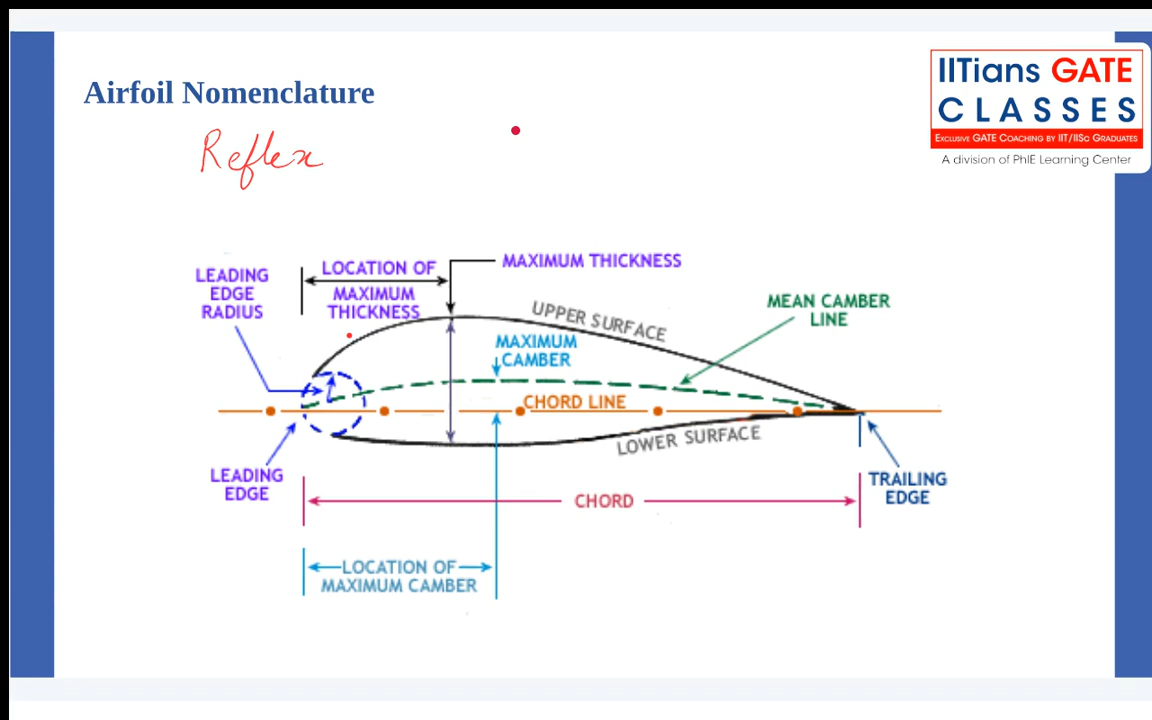 Airfoil Nomenclature
Reflex
IITians GATE
CLASSES
EXCLUSIVE GATE COACHING BY IIT/IISC GRADUATES
A division of PhIE Learning Center
LEADING
EDGE
RADIUS
LOCATION OF
MAXIMUM
THICKNESS
MAXIMUM THICKNESS
UPPER SURFACE
MEAN CAMBER
LINE
MAXIMUM
CAMBER
CHORD LINE
LOWER SURFACE
LEADING
EDGE
TRAILING
EDGE
CHORD
LOCATION OF
MAXIMUM CAMBER